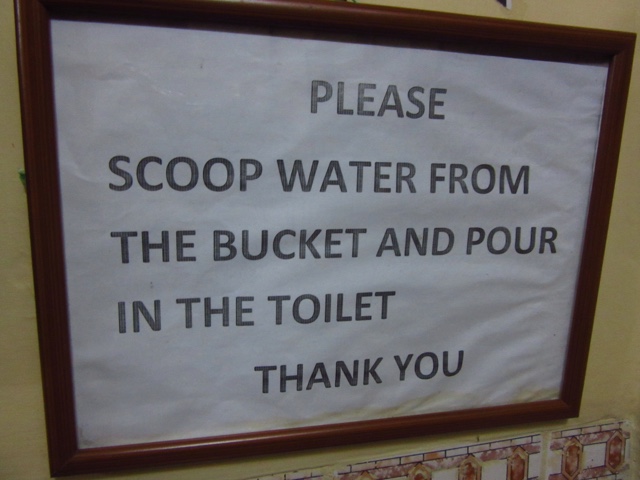 PLEASE
SCOOP WATER FROM
THE BUCKET AND POUR
IN THE TOILET
THANK YOU